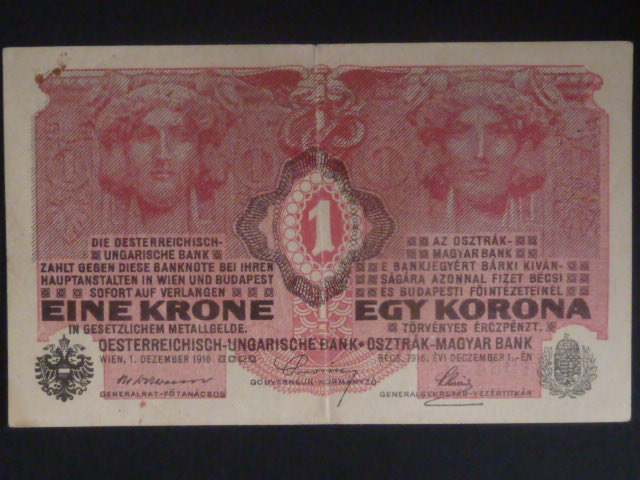 1
DIE OESTERREICHISCH-
UNGARISCHE BANK
ZAHLT GEGEN DIESE BANKNOTE BEI IHREN
HAUPTANSTALTEN IN WIEN UND BUDAPEST
SOFORT AUF VERLANGEN
EINE KRONE
IN GESETZLICHEM METALLGELDE.
AZ OSZTRÁK-
MAGYAR BANK
E BANKJEGYÉRT BÁRKI KIVÁN-
SÁGÁRA AZONNAL FIZET BÉCSI
ÉS BUDAPESTI FŐINTÉZETEINÉL
EGY KORONA
TÖRVÉNYES ÉRCZPÉNZT.
OESTERREICHISCH-UNGARISCHE BANK · OSZTRÁK-MAGYAR BANK
WIEN, 1. DEZEMBER 1916
BÉCS, 1916. ÉVI DECZEMBER 1.-ÉN
GENERALRAT-FŐTANÁCSOS
GOUVERNEUR-KORMÁNYZÓ
GENERALSEKRETÄR-VEZÉRTITKÁR